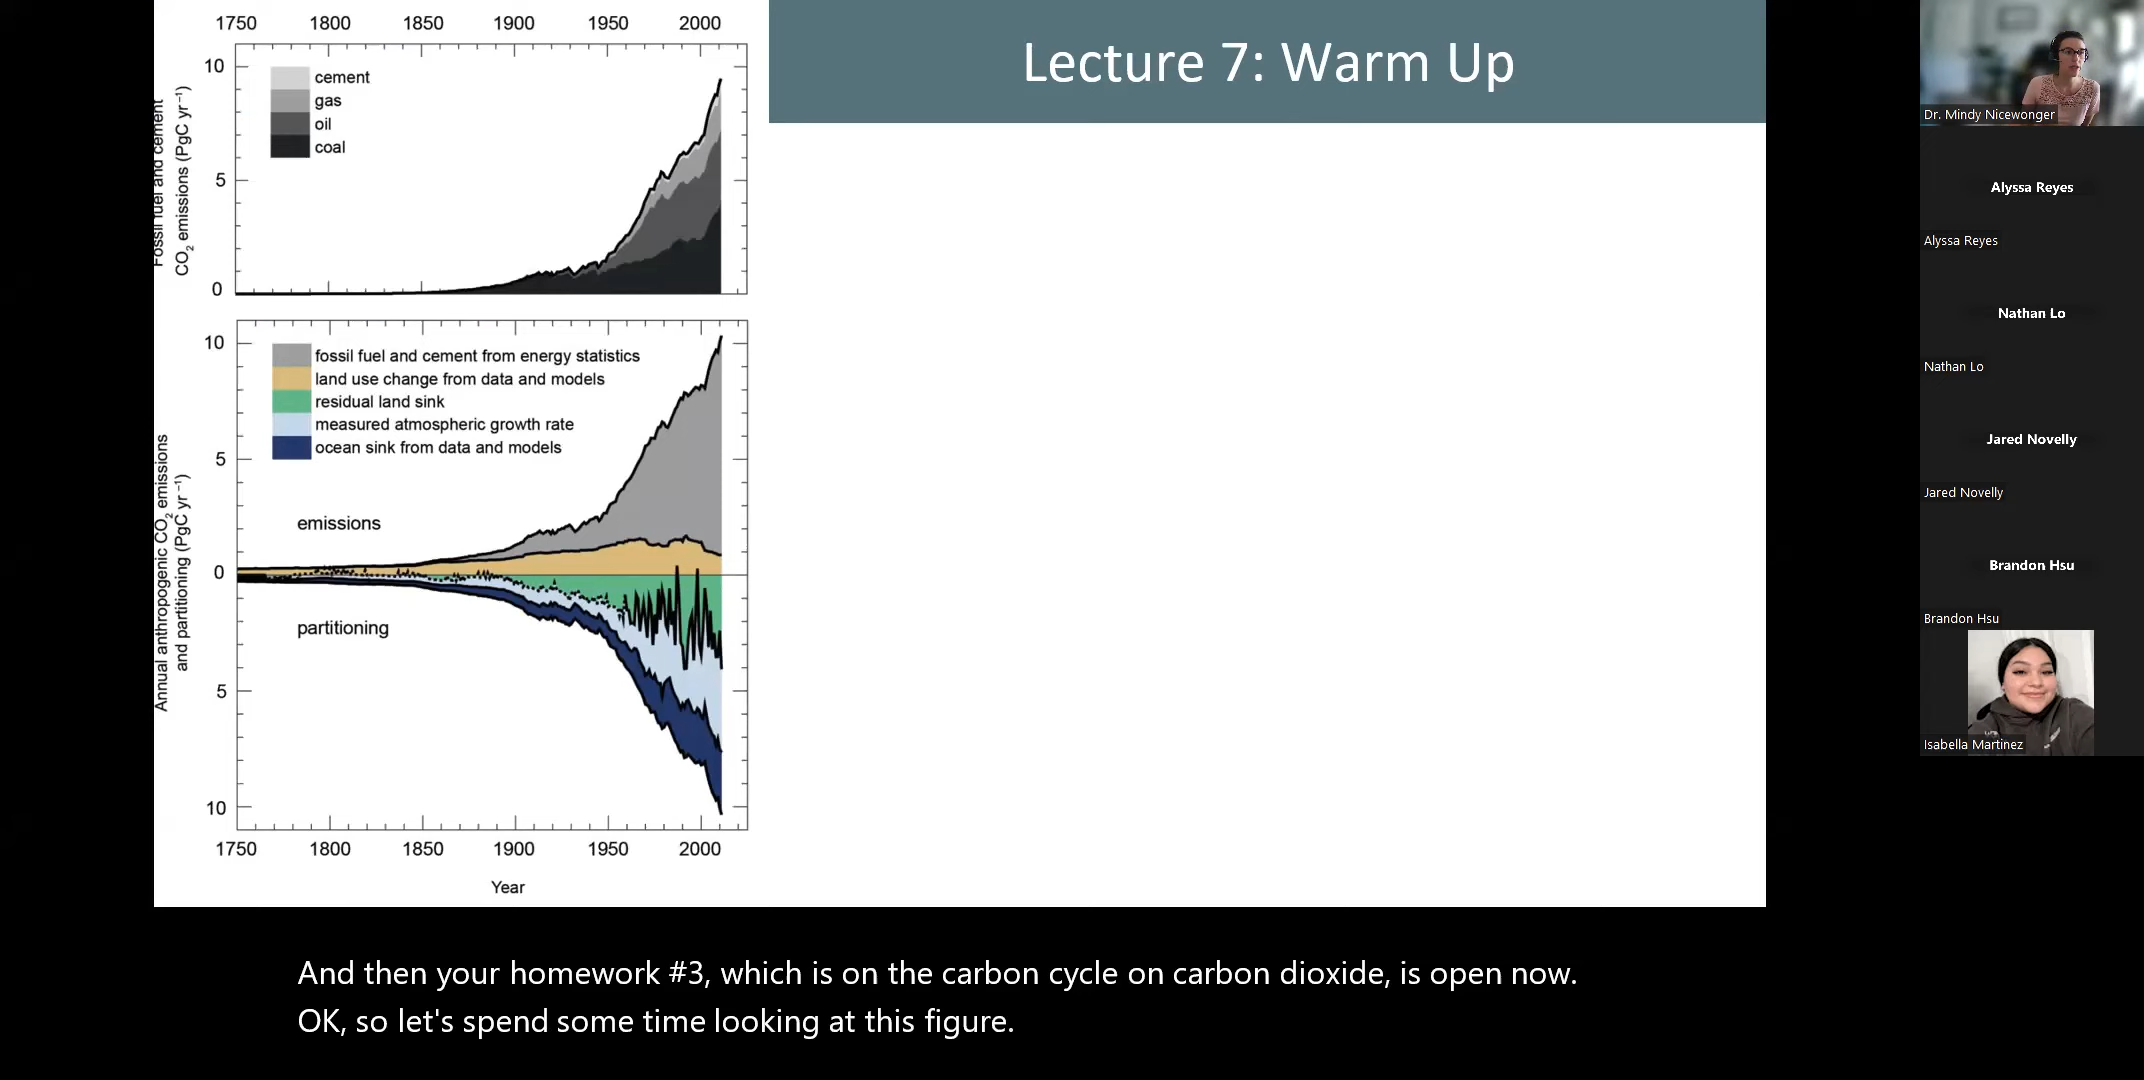 Lecture 7: Warm Up
1750 1800 1850 1900 1950 2000
Fossil fuel and cement
CO2 emissions (PgC yr⁻¹)
10
5
0
cement
gas
oil
coal
Annual anthropogenic CO2 emissions
and partitioning (PgC yr⁻¹)
10
5
0
5
10
fossil fuel and cement from energy statistics
land use change from data and models
residual land sink
measured atmospheric growth rate
ocean sink from data and models
emissions
partitioning
1750 1800 1850 1900 1950 2000
Year
And then your homework #3, which is on the carbon cycle on carbon dioxide, is open now.
OK, so let's spend some time looking at this figure.
Dr. Mindy Nicewonger
Alyssa Reyes
Alyssa Reyes
Nathan Lo
Nathan Lo
Jared Novelly
Jared Novelly
Brandon Hsu
Brandon Hsu
Isabella Martinez